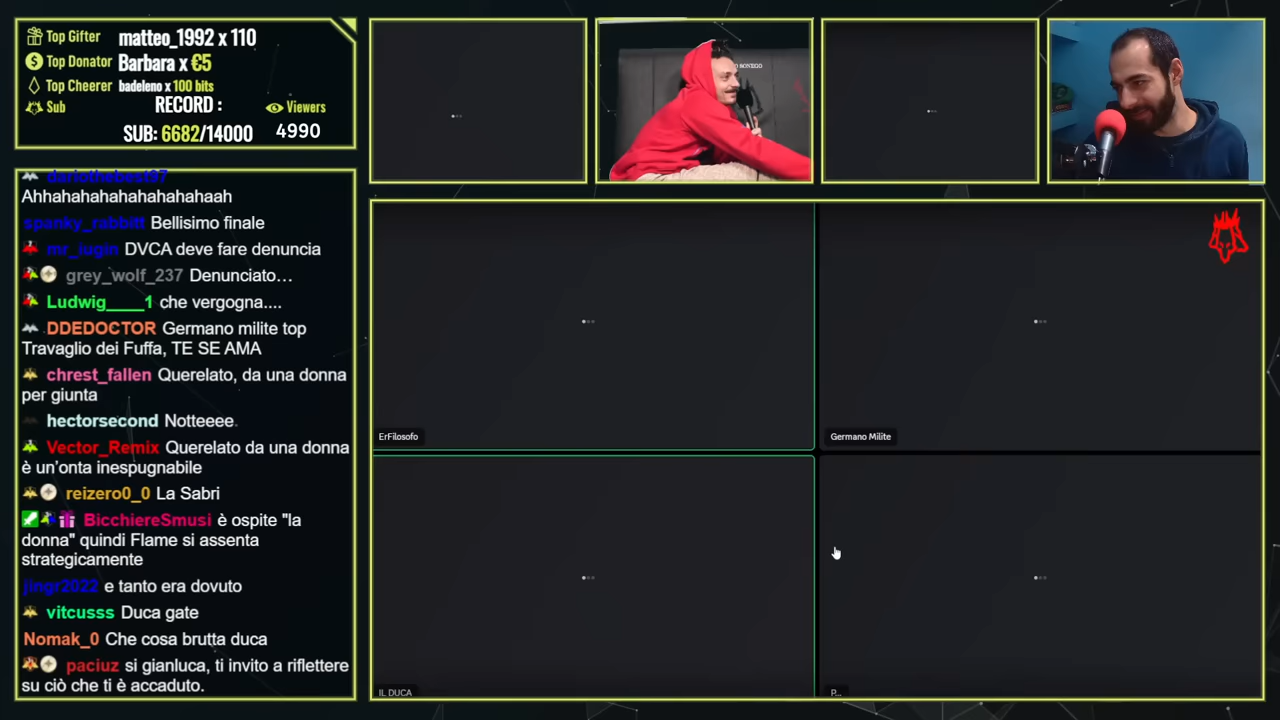 Top Gifter matteo_1992 x 110
Top Donator Barbara x €5
Top Cheerer badeleno x 100 bits
Sub RECORD : Viewers
SUB: 6682/14000 4990
dariothebest97
Ahhahahahahahahahaah
spanky_rabbitt Bellisimo finale
mr_iugin DVCA deve fare denuncia
grey_wolf_237 Denunciato…
Ludwig____1 che vergogna....
DDEDOCTOR Germano milite top
Travaglio dei Fuffa, TE SE AMA
chrest_fallen Querelato, da una donna
per giunta
hectorsecond Notteeee
Vector_Remix Querelato da una donna
è un'onta inespugnabile
reizero0_0 La Sabri
BicchiereSmusi è ospite "la
donna" quindi Flame si assenta
strategicamente
jingr2022 e tanto era dovuto
vitcusss Duca gate
Nomak_0 Che cosa brutta duca
paciuz si gianluca, ti invito a riflettere
su ciò che ti è accaduto.
ErFilosofo
Germano Milite
IL DUCA
P...